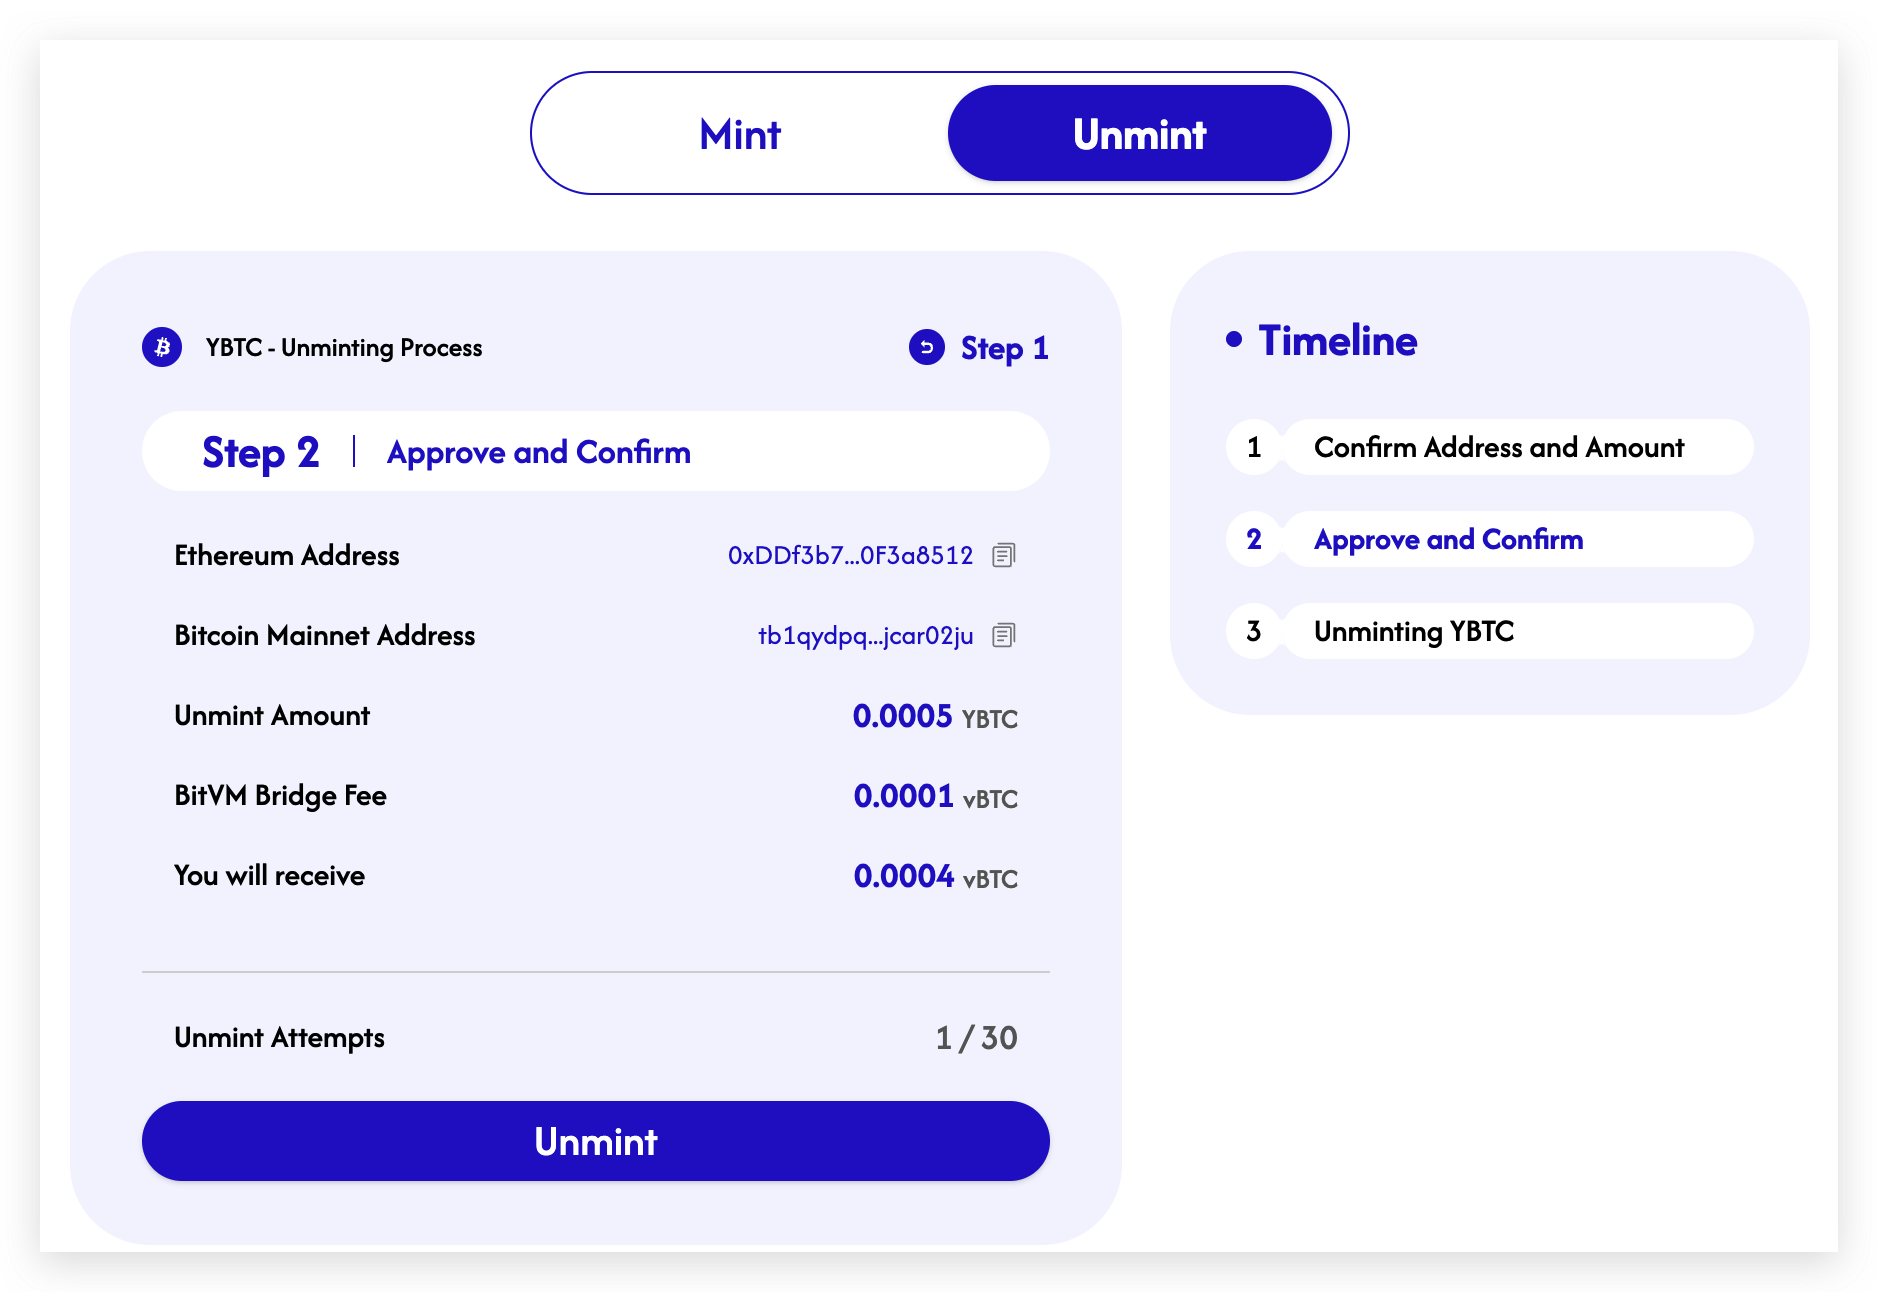 Mint
Unmint
YBTC - Unminting Process
Step 1
Step 2
Approve and Confirm
Ethereum Address
0xDDf3b7...0F3a8512
Bitcoin Mainnet Address
tb1qydpq...jcar02ju
Unmint Amount
0.0005 YBTC
BitVM Bridge Fee
0.0001 vBTC
You will receive
0.0004 vBTC
Unmint Attempts
1 / 30
Unmint
Timeline
1 Confirm Address and Amount
2 Approve and Confirm
3 Unminting YBTC